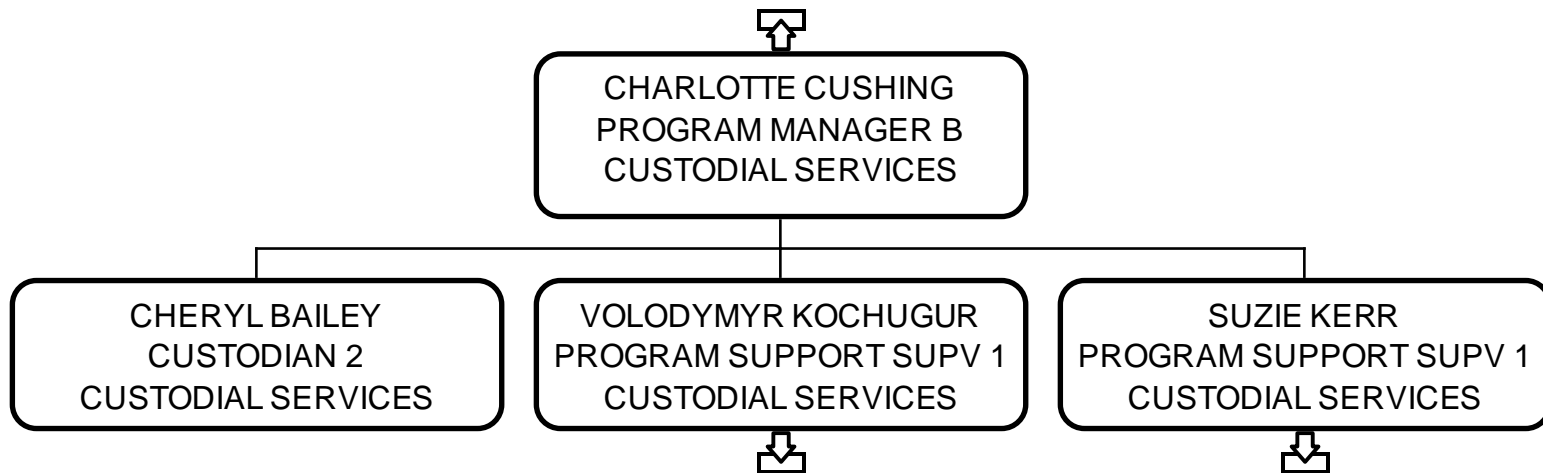 CHARLOTTE CUSHING
PROGRAM MANAGER B
CUSTODIAL SERVICES
CHERYL BAILEY
CUSTODIAN 2
CUSTODIAL SERVICES
VOLODYMYR KOCHUGUR
PROGRAM SUPPORT SUPV 1
CUSTODIAL SERVICES
SUZIE KERR
PROGRAM SUPPORT SUPV 1
CUSTODIAL SERVICES